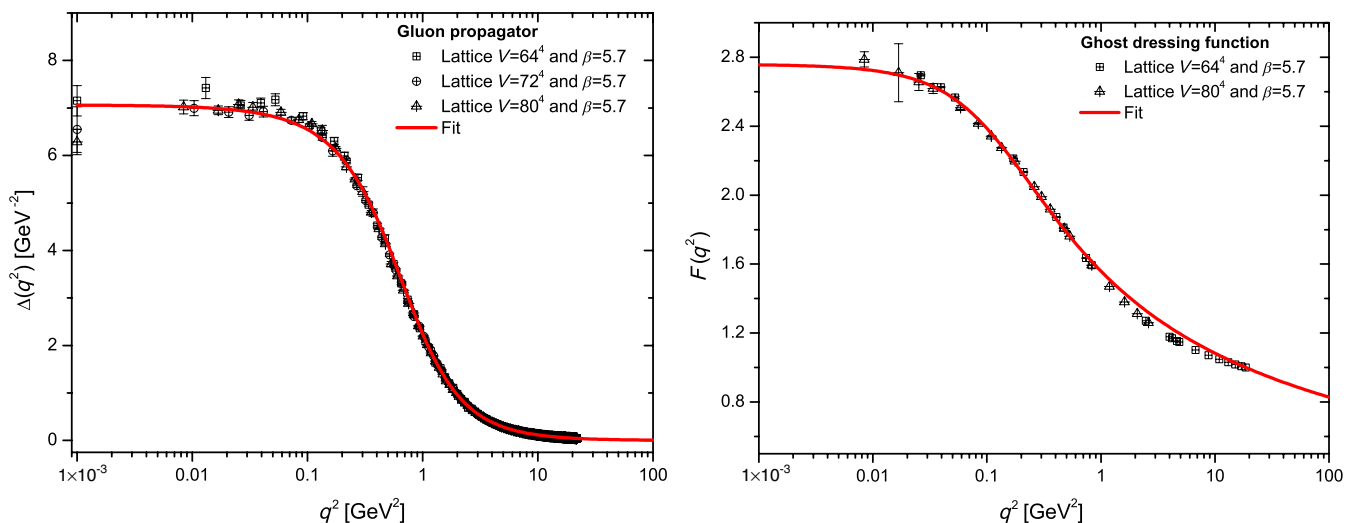 Gluon propagator
Lattice V=64⁴ and β=5.7
Lattice V=72⁴ and β=5.7
Lattice V=80⁴ and β=5.7
Fit
8
6
4
2
0
Δ(q²) [GeV⁻²]
1×10⁻³
0.01
0.1
1
10
100
q² [GeV²]
Ghost dressing function
Lattice V=64⁴ and β=5.7
Lattice V=80⁴ and β=5.7
Fit
2.8
2.4
2.0
1.6
1.2
0.8
F(q²)
1×10⁻³
0.01
0.1
1
10
100
q² [GeV²]